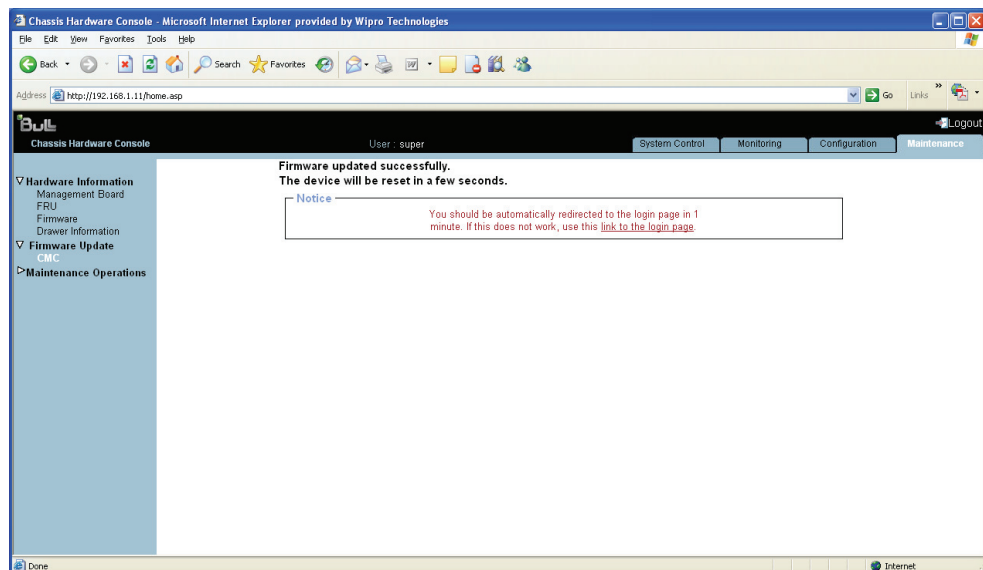 Chassis Hardware Console - Microsoft Internet Explorer provided by Wipro Technologies
File Edit View Favorites Tools Help
Back Search Favorites
Address http://192.168.1.11/home.asp Go Links »
Bull Logout
Chassis Hardware Console User : super System Control Monitoring Configuration Maintenance
Firmware updated successfully.
The device will be reset in a few seconds.
Hardware Information
Management Board
FRU
Firmware
Drawer Information
Firmware Update
CMC
Maintenance Operations
Notice
You should be automatically redirected to the login page in 1
minute. If this does not work, use this link to the login page.
Done Internet